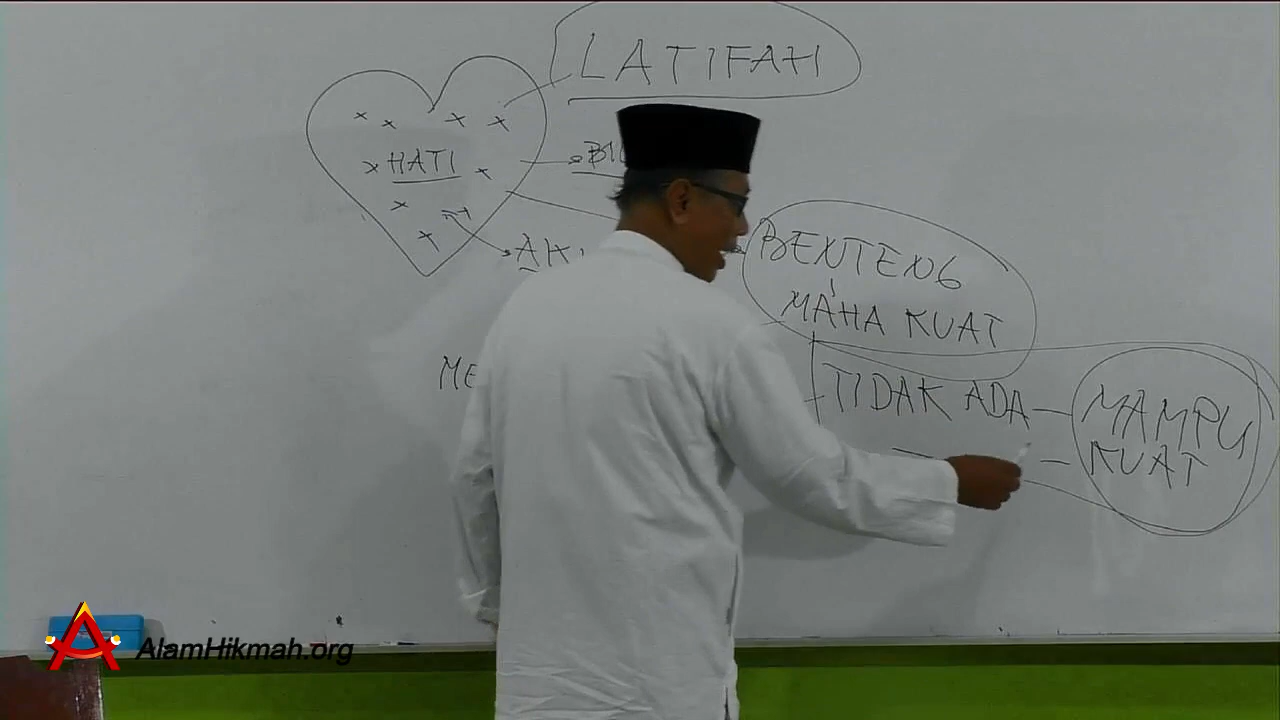 LATIFAH
HATI
BENTENG
MAHA KUAT
TIDAK ADA
MAMPU
KUAT
AlamHikmah.org